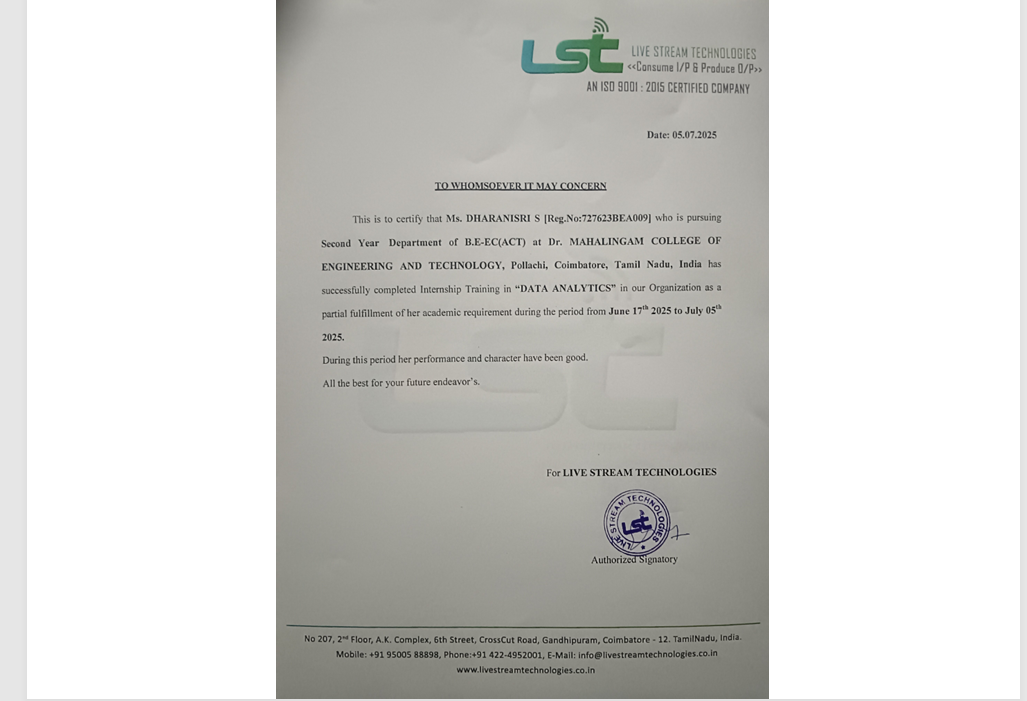 LST
LIVE STREAM TECHNOLOGIES
<<Consume I/P & Produce O/P>>
AN ISO 9001 : 2015 CERTIFIED COMPANY
Date: 05.07.2025
TO WHOMSOEVER IT MAY CONCERN
This is to certify that Ms. DHARANISRI S [Reg.No:727623BEA009] who is pursuing
Second Year Department of B.E-EC(ACT) at Dr. MAHALINGAM COLLEGE OF
ENGINEERING AND TECHNOLOGY, Pollachi, Coimbatore, Tamil Nadu, India has
successfully completed Internship Training in “DATA ANALYTICS” in our Organization as a
partial fulfillment of her academic requirement during the period from June 17th 2025 to July 05th
2025.
During this period her performance and character have been good.
All the best for your future endeavor’s.
LST
For LIVE STREAM TECHNOLOGIES
LIVE STREAM TECHNOLOGIES
LST
Authorized Signatory
No 207, 2nd Floor, A.K. Complex, 6th Street, CrossCut Road, Gandhipuram, Coimbatore - 12. TamilNadu, India.
Mobile: +91 95005 88898, Phone:+91 422-4952001, E-Mail: info@livestreamtechnologies.co.in
www.livestreamtechnologies.co.in